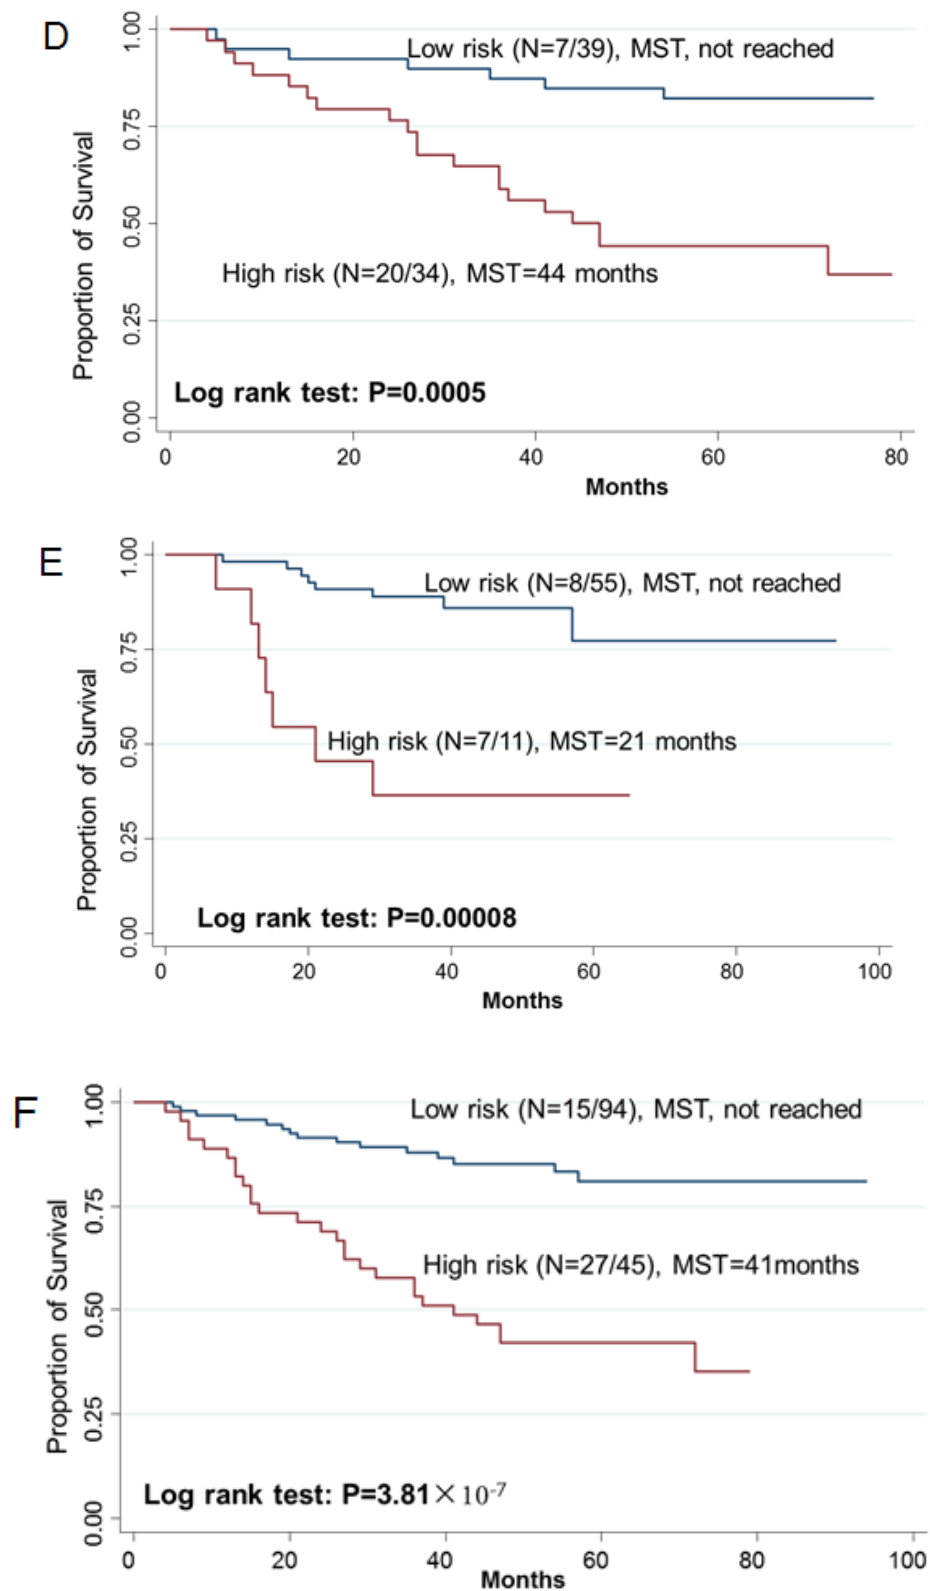 D
1.00
Low risk (N=7/39), MST, not reached
0.75
Proportion of Survival
0.50
High risk (N=20/34), MST=44 months
0.25
Log rank test: P=0.0005
0.00
0 20 40 60 80
Months
E
1.00
Low risk (N=8/55), MST, not reached
0.75
Proportion of Survival
0.50
High risk (N=7/11), MST=21 months
0.25
Log rank test: P=0.00008
0.00
0 20 40 60 80 100
Months
F
1.00
Low risk (N=15/94), MST, not reached
0.75
Proportion of Survival
High risk (N=27/45), MST=41months
0.50
0.25
Log rank test: P=3.81×10⁻⁷
0.00
0 20 40 60 80 100
Months